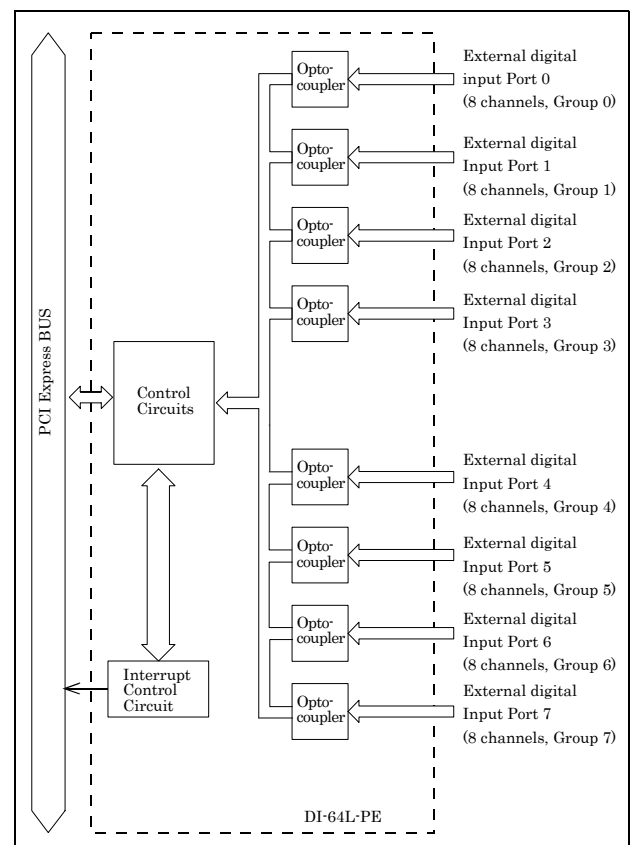 Opto-
coupler
External digital
input Port 0
(8 channels, Group 0)
Opto-
coupler
External digital
Input Port 1
(8 channels, Group 1)
Opto-
coupler
External digital
Input Port 2
(8 channels, Group 2)
Opto-
coupler
External digital
Input Port 3
(8 channels, Group 3)
PCI Express BUS
Control
Circuits
Opto-
coupler
External digital
Input Port 4
(8 channels, Group 4)
Opto-
coupler
External digital
Input Port 5
(8 channels, Group 5)
Opto-
coupler
External digital
Input Port 6
(8 channels, Group 6)
Interrupt
Control
Circuit
Opto-
coupler
External digital
Input Port 7
(8 channels, Group 7)
DI-64L-PE